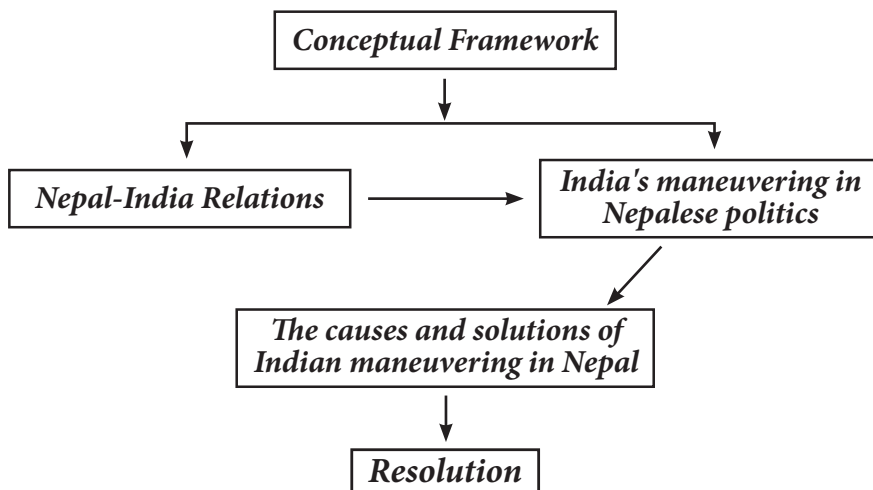 Conceptual Framework
Nepal-India Relations
India's maneuvering in
Nepalese politics
The causes and solutions of
Indian maneuvering in Nepal
Resolution